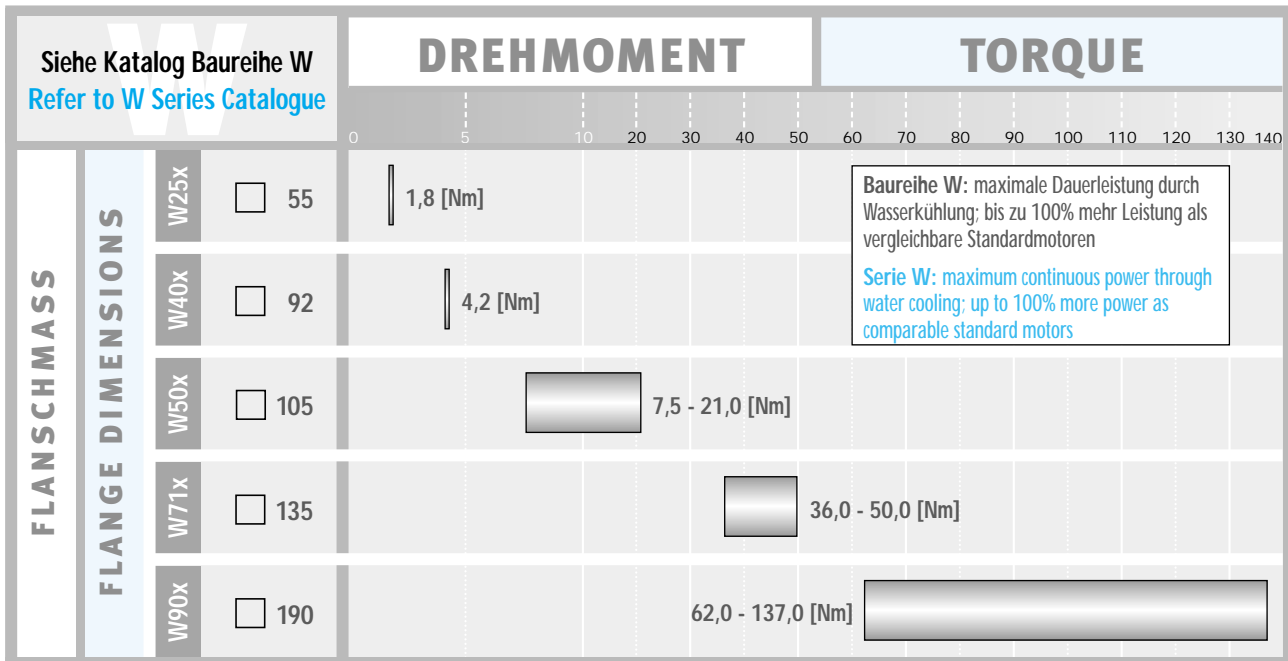 W
Siehe Katalog Baureihe W
Refer to W Series Catalogue
DREHMOMENT
TORQUE
0 5 10 20 30 40 50 60 70 80 90 100 110 120 130 140
FLANSCHMASS
FLANGE DIMENSIONS
W25x
55
1,8 [Nm]
Baureihe W: maximale Dauerleistung durch
Wasserkühlung; bis zu 100% mehr Leistung als
vergleichbare Standardmotoren
Serie W: maximum continuous power through
water cooling; up to 100% more power as
comparable standard motors
W40x
92
4,2 [Nm]
W50x
105
7,5 - 21,0 [Nm]
W71x
135
36,0 - 50,0 [Nm]
W90x
190
62,0 - 137,0 [Nm]